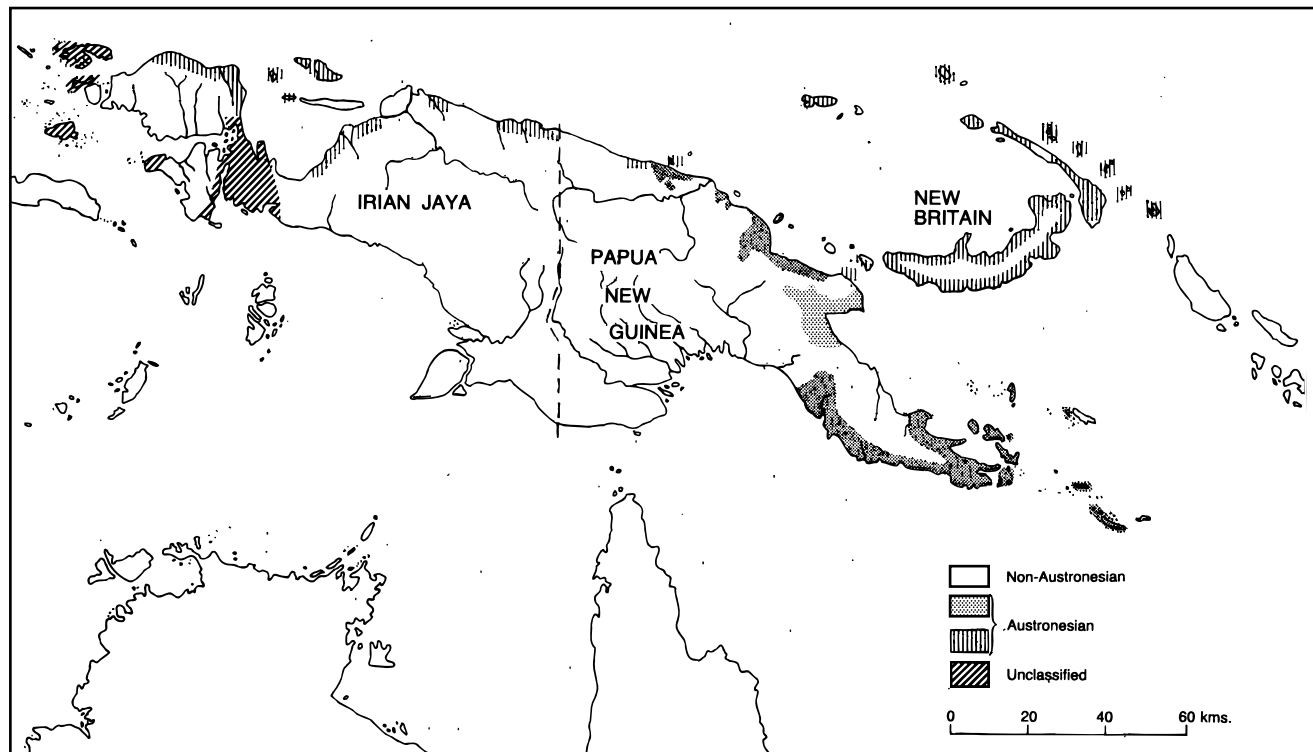 IRIAN JAYA
PAPUA
NEW
GUINEA
NEW
BRITAIN
Non-Austronesian
Austronesian
Unclassified
0 20 40 60 kms.